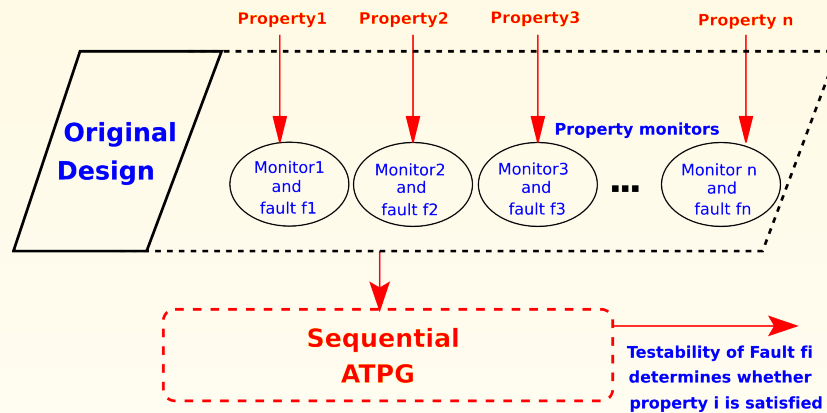 Property1
Property2
Property3
Property n
Original
Design
Property monitors
Monitor1
and
fault f1
Monitor2
and
fault f2
Monitor3
and
fault f3
...
Monitor n
and
fault fn
Sequential
ATPG
Testability of Fault fi
determines whether
property i is satisfied